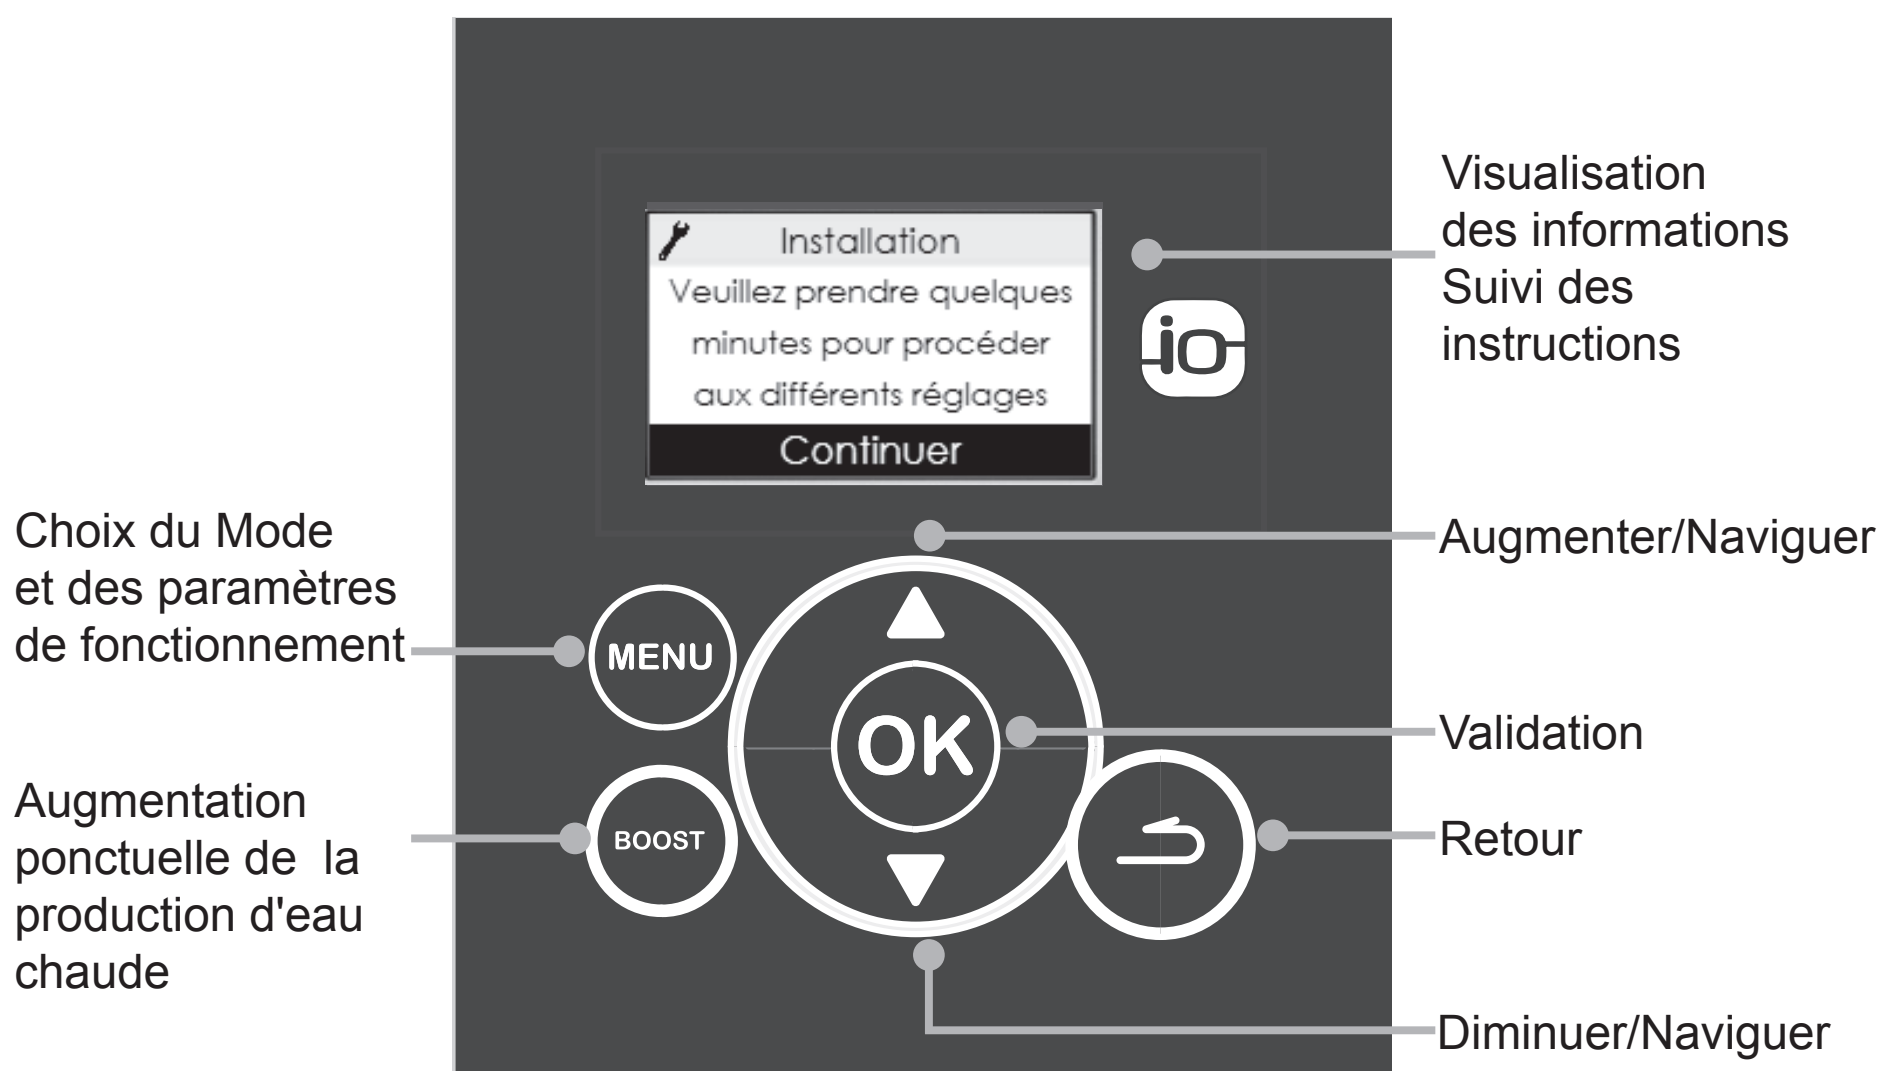 Installation
Veuillez prendre quelques
minutes pour procéder
aux différents réglages
Continuer
io
Visualisation
des informations
Suivi des
instructions
Choix du Mode
et des paramètres
de fonctionnement
MENU
Augmenter/Naviguer
OK
Validation
Augmentation
ponctuelle de la
production d'eau
chaude
BOOST
Retour
Diminuer/Naviguer